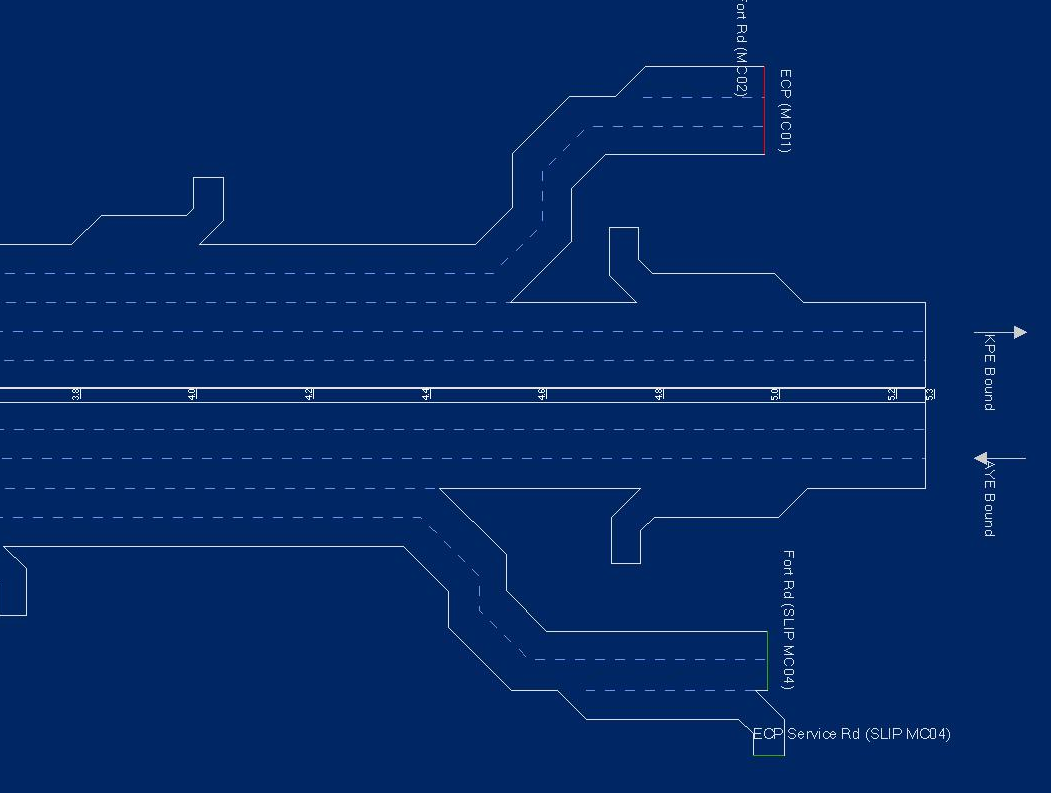 Fort Rd (MC02)
ECP (MC01)
KPE Bound
3.8
4.0
4.2
4.4
4.6
4.8
5.0
5.2
5.3
AYE Bound
Fort Rd (SLIP MC04)
ECP Service Rd (SLIP MC04)